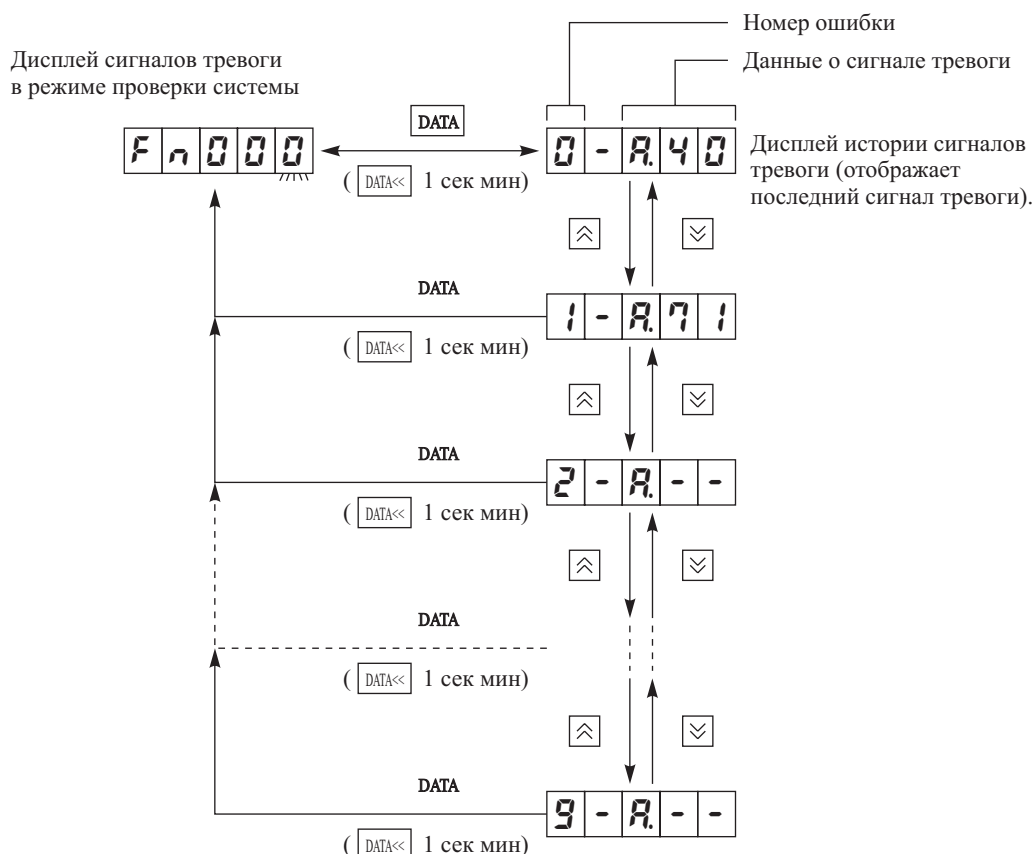 Номер ошибки
Дисплей сигналов тревоги
в режиме проверки системы
Данные о сигнале тревоги
DATA
Fn000
0-A.40
( DATA<< 1 сек мин)
Дисплей истории сигналов
тревоги (отображает
последний сигнал тревоги).
DATA
1-A.71
( DATA<< 1 сек мин)
DATA
2-A.--
( DATA<< 1 сек мин)
DATA
( DATA<< 1 сек мин)
DATA
9-A.--
( DATA<< 1 сек мин)